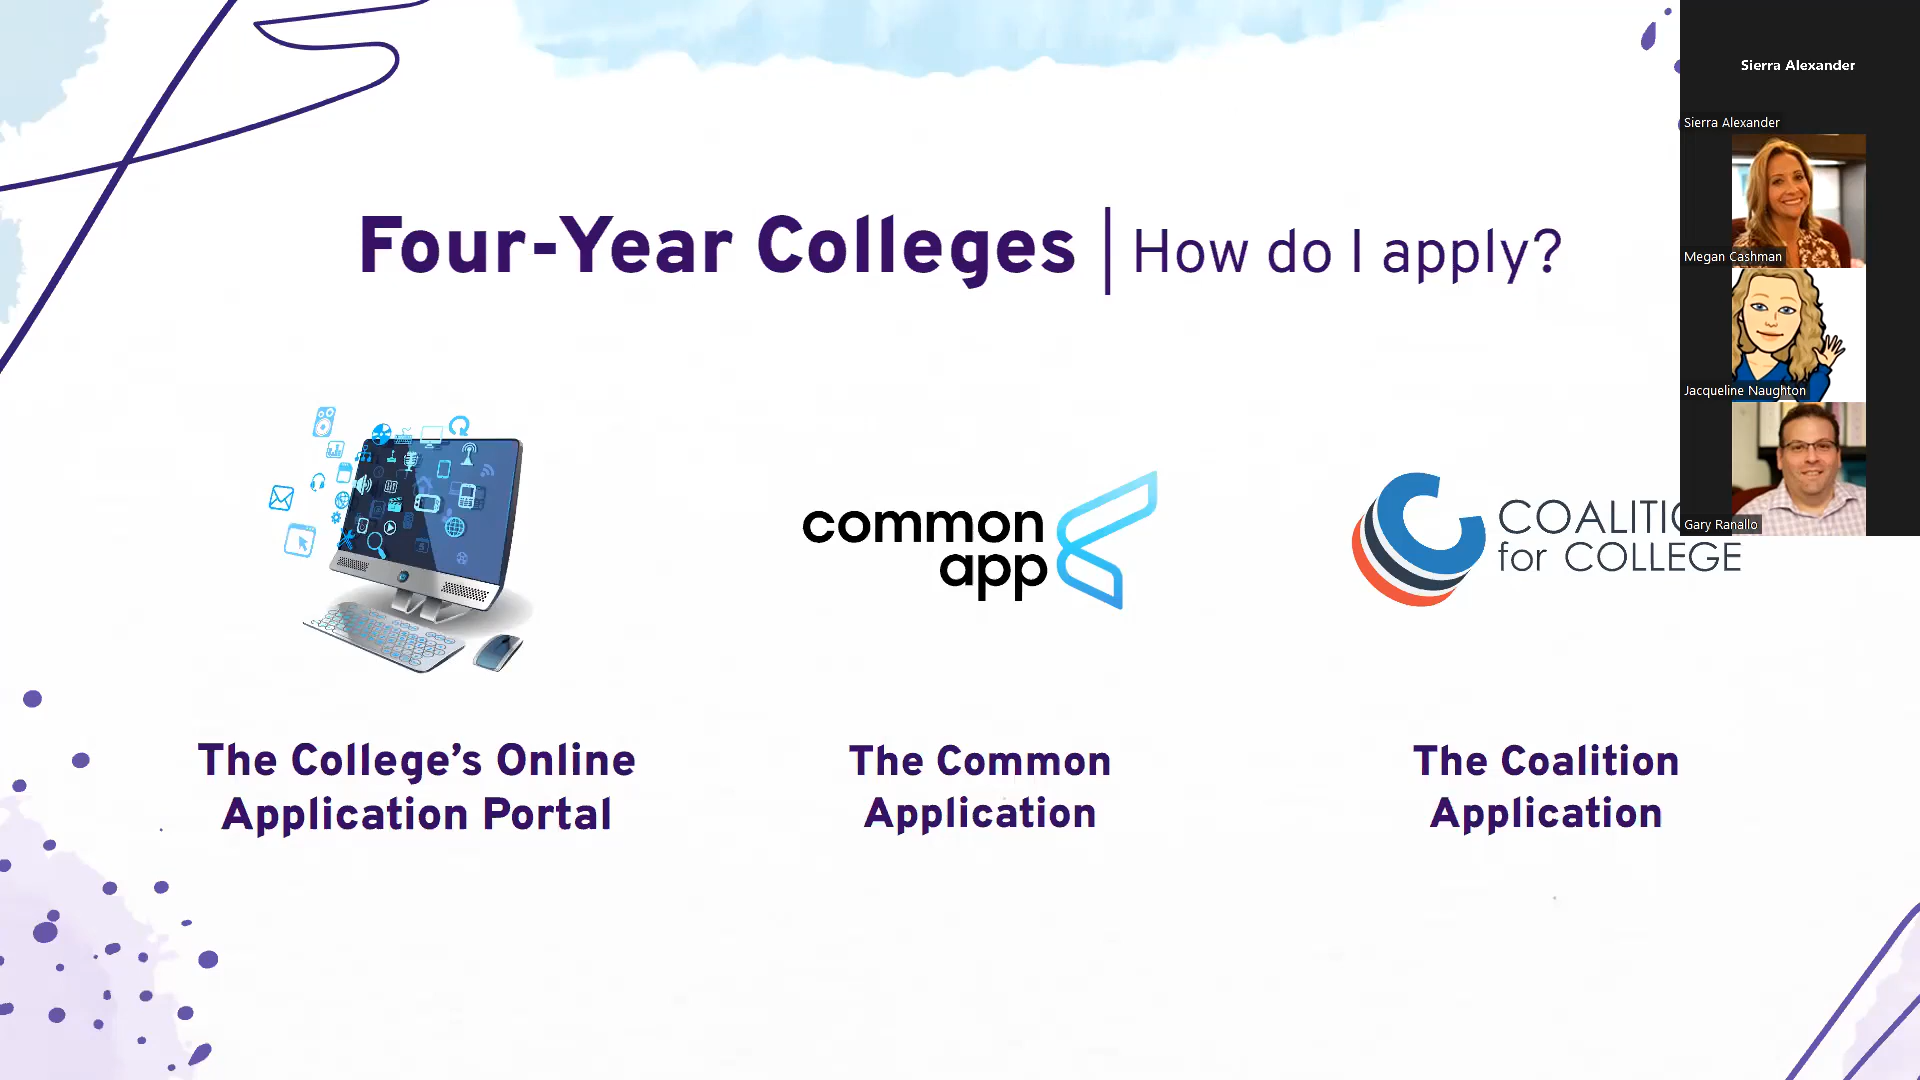 Four-Year Colleges | How do I apply?
common
app
COALITI
for COLLEGE
The College's Online
Application Portal
The Common
Application
The Coalition
Application
Sierra Alexander
Sierra Alexander
Megan Cashman
Jacqueline Naughton
Gary Ranallo